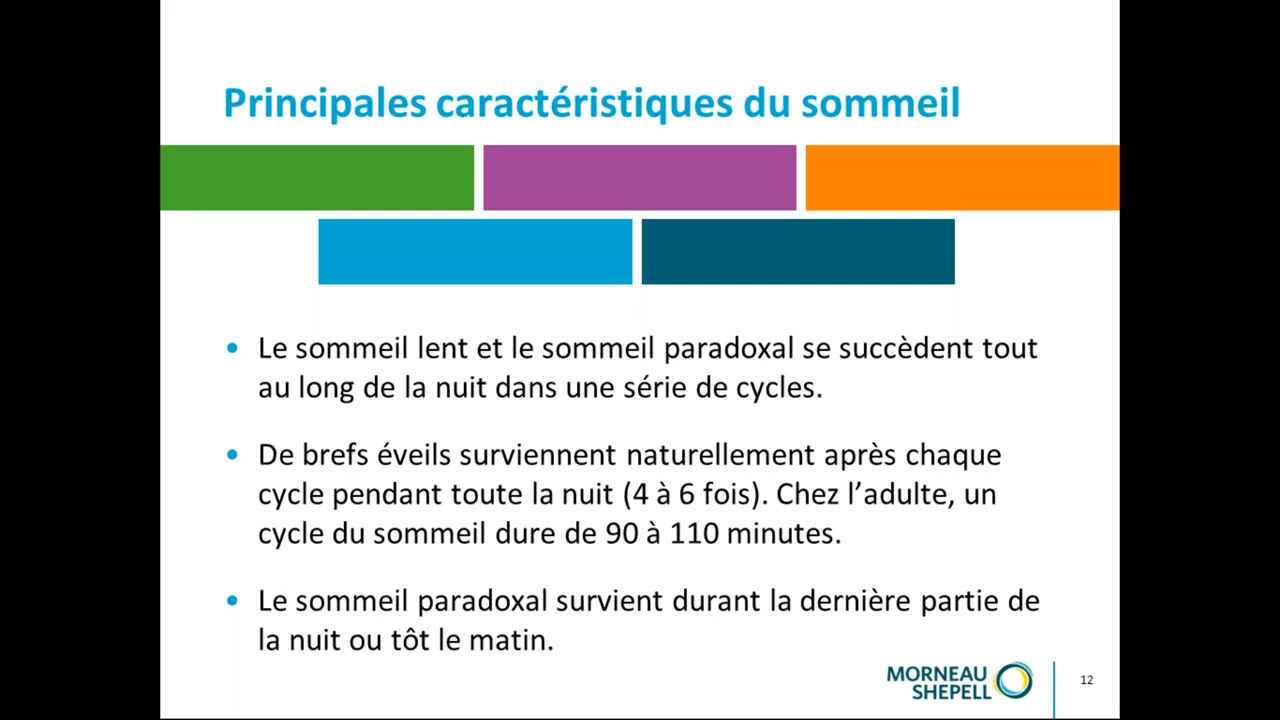 Principales caractéristiques du sommeil
• Le sommeil lent et le sommeil paradoxal se succèdent tout
au long de la nuit dans une série de cycles.
• De brefs éveils surviennent naturellement après chaque
cycle pendant toute la nuit (4 à 6 fois). Chez l’adulte, un
cycle du sommeil dure de 90 à 110 minutes.
• Le sommeil paradoxal survient durant la dernière partie de
la nuit ou tôt le matin.
MORNEAU
SHEPELL
12